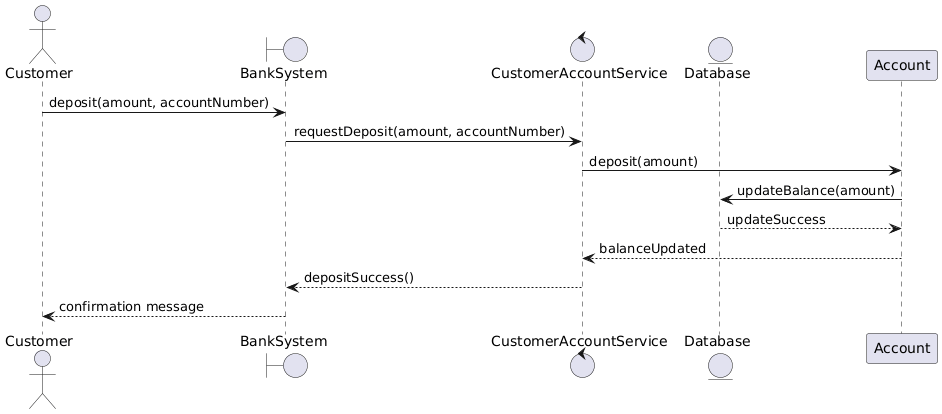 Customer
BankSystem
CustomerAccountService
Database
Account
deposit(amount, accountNumber)
requestDeposit(amount, accountNumber)
deposit(amount)
updateBalance(amount)
updateSuccess
balanceUpdated
depositSuccess()
confirmation message
Customer
BankSystem
CustomerAccountService
Database
Account